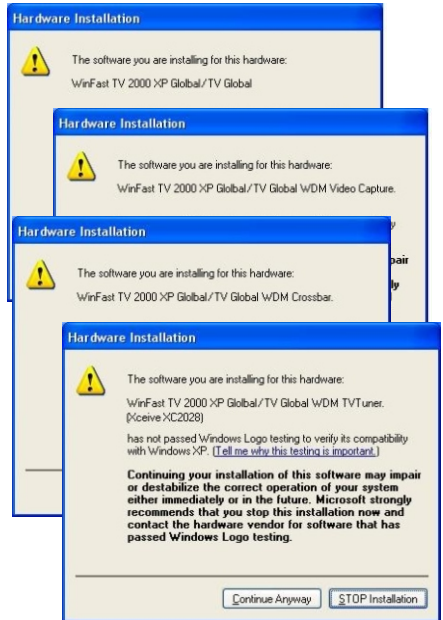 Hardware Installation
The software you are installing for this hardware:
WinFast TV 2000 XP Glolbal/TV Global
Hardware Installation
The software you are installing for this hardware:
WinFast TV 2000 XP Glolbal/TV Global WDM Video Capture.
pair
ly
Hardware Installation
The software you are installing for this hardware:
WinFast TV 2000 XP Glolbal/TV Global WDM Crossbar.
Hardware Installation
The software you are installing for this hardware:
WinFast TV 2000 XP Glolbal/TV Global WDM TVTuner.
(Xceive XC2028)
has not passed Windows Logo testing to verify its compatibility
with Windows XP. (Tell me why this testing is important.)
Continuing your installation of this software may impair
or destabilize the correct operation of your system
either immediately or in the future. Microsoft strongly
recommends that you stop this installation now and
contact the hardware vendor for software that has
passed Windows Logo testing.
Continue Anyway STOP Installation